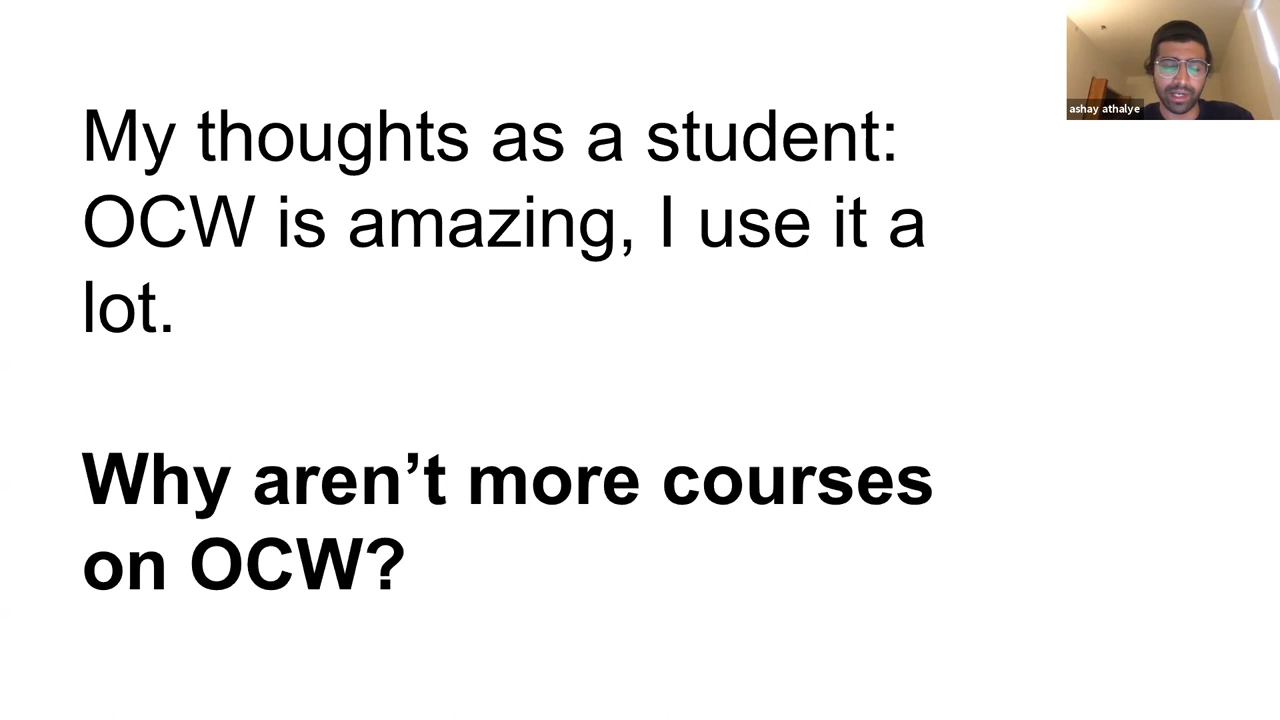 My thoughts as a student:
OCW is amazing, I use it a
lot.
Why aren’t more courses
on OCW?
ashay athalye